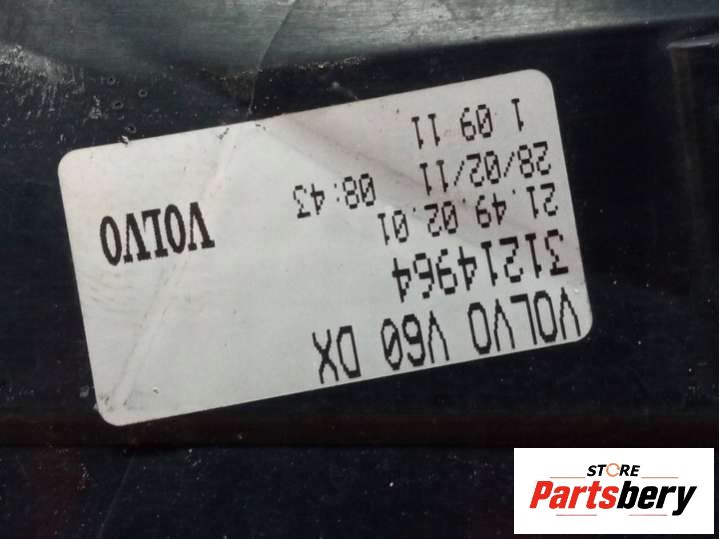 VOLVO V60 DX
31214964
21.49.02.01
28/02/11 08:43
1 09 11
VOLVO
STORE
Partsbery